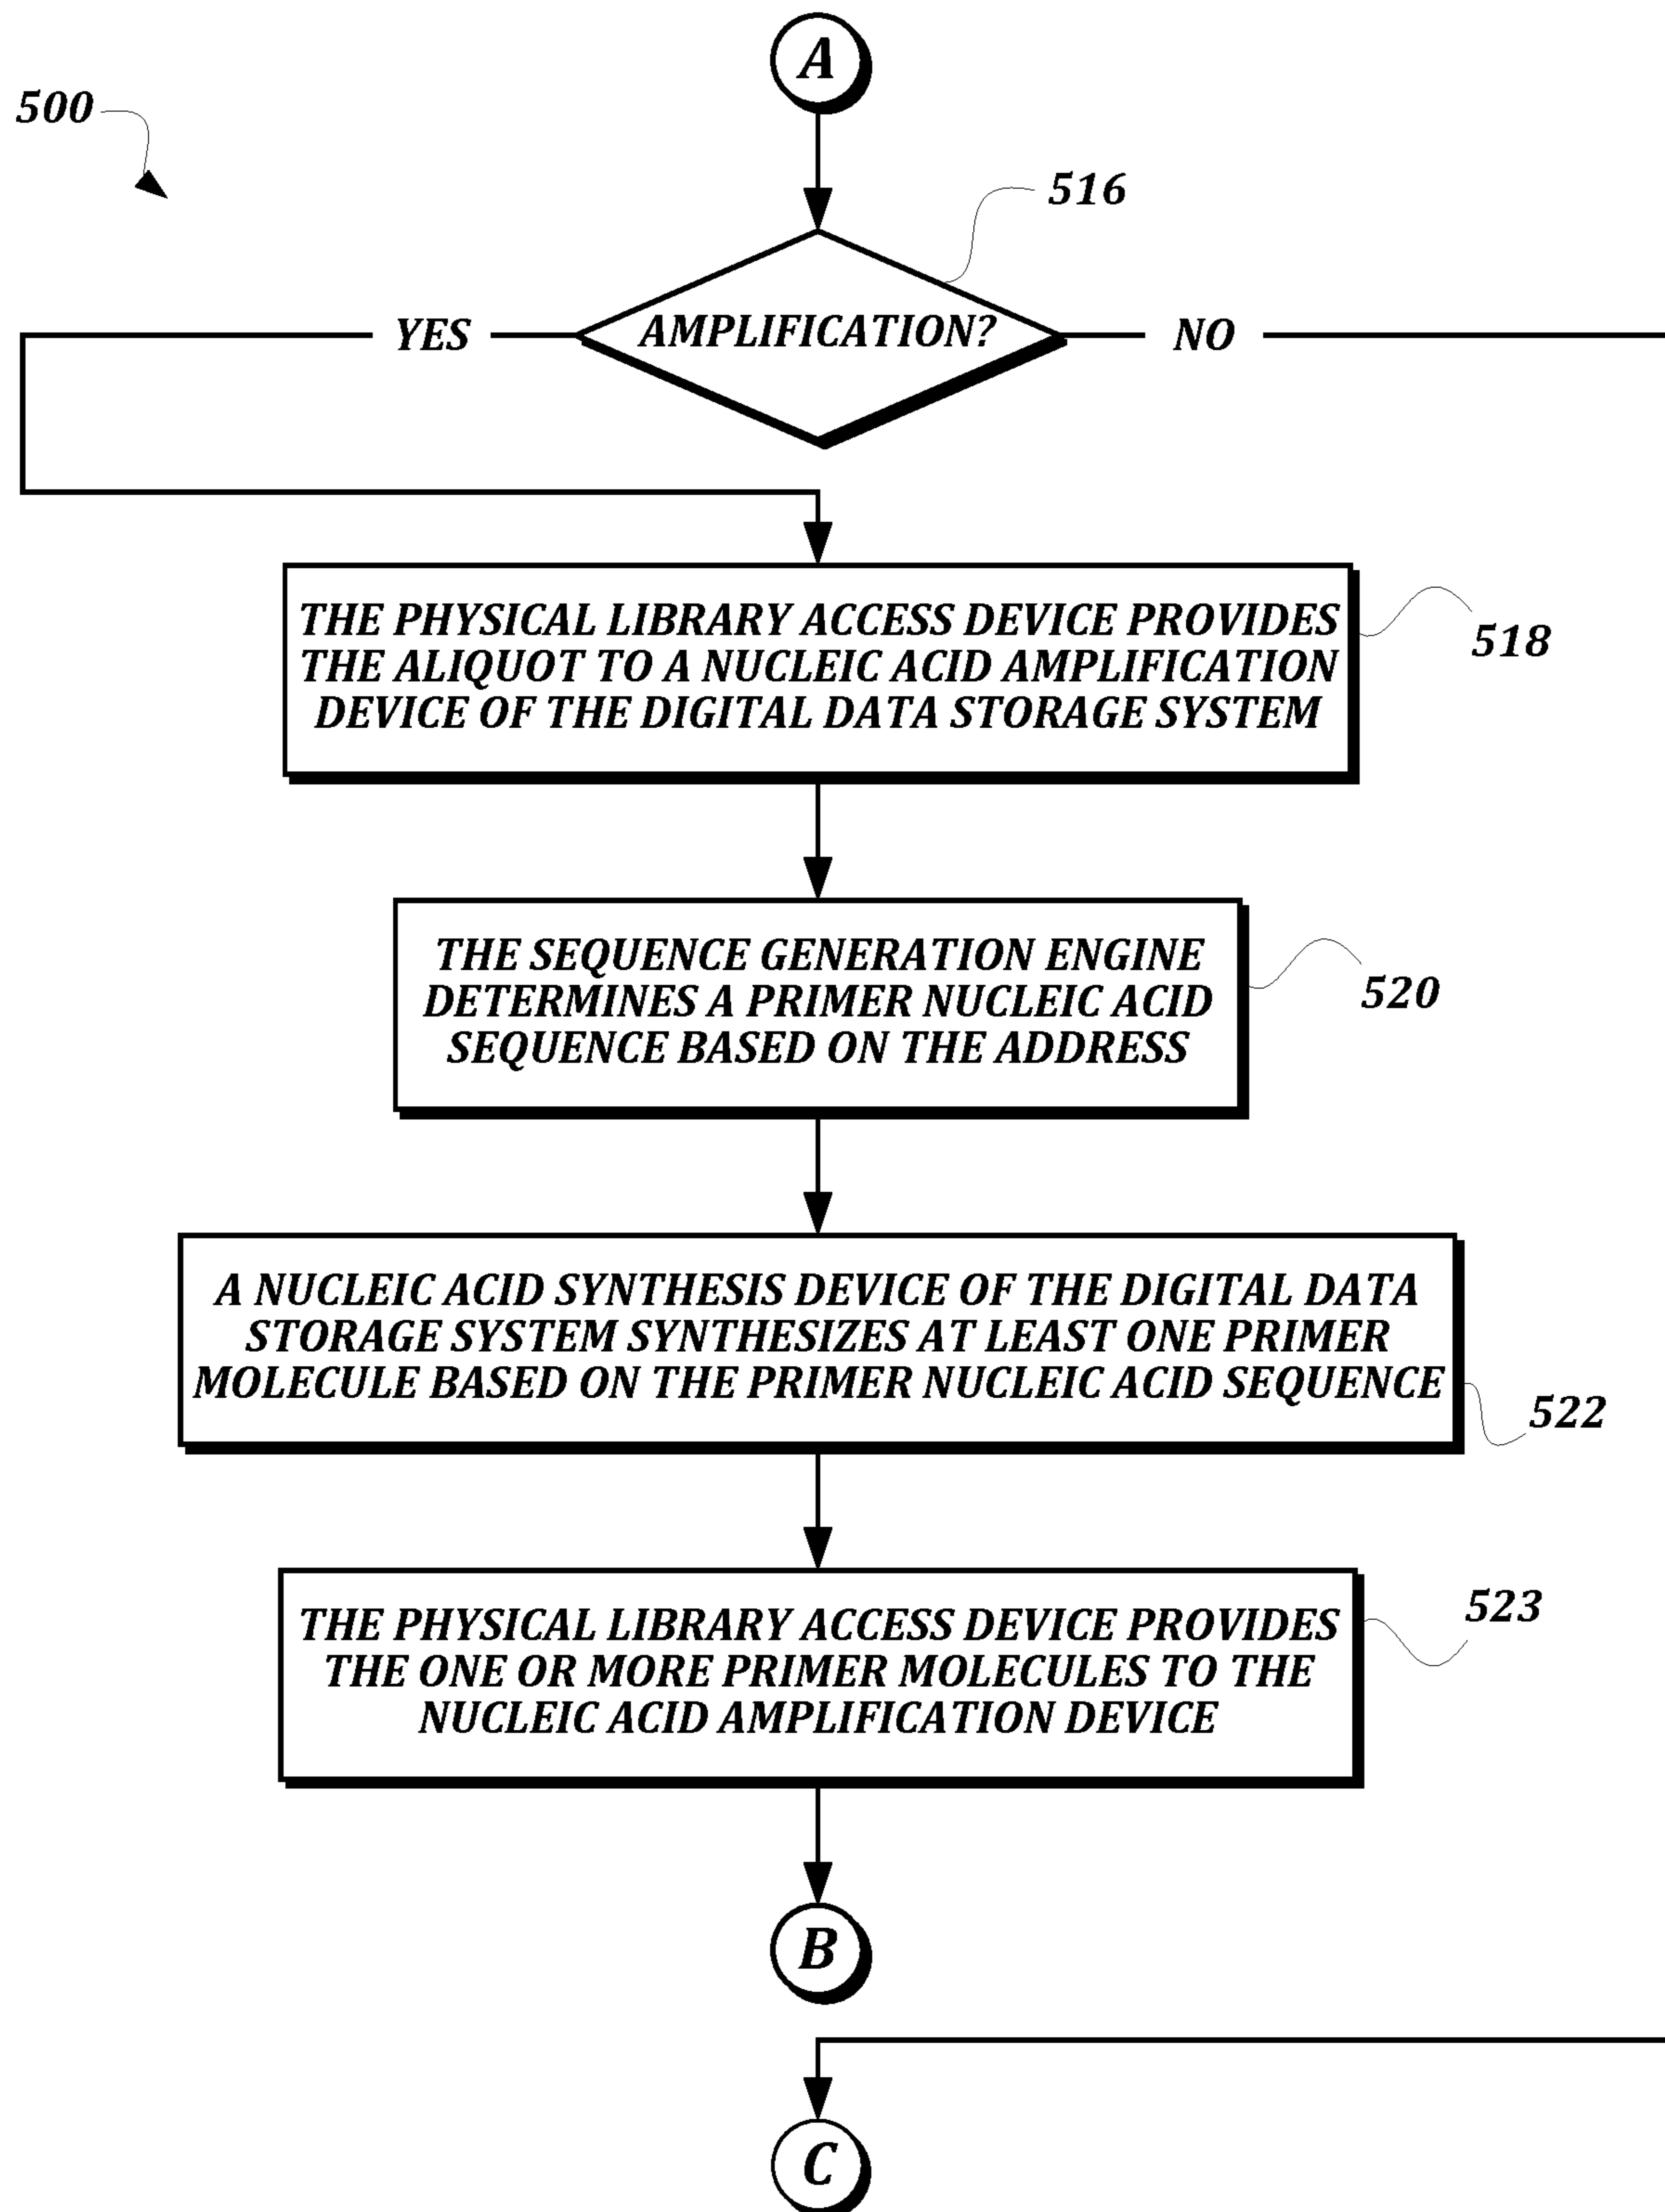 A
500
516
YES
AMPLIFICATION?
NO
THE PHYSICAL LIBRARY ACCESS DEVICE PROVIDES
THE ALIQUOT TO A NUCLEIC ACID AMPLIFICATION
DEVICE OF THE DIGITAL DATA STORAGE SYSTEM
518
THE SEQUENCE GENERATION ENGINE
DETERMINES A PRIMER NUCLEIC ACID
SEQUENCE BASED ON THE ADDRESS
520
A NUCLEIC ACID SYNTHESIS DEVICE OF THE DIGITAL DATA
STORAGE SYSTEM SYNTHESIZES AT LEAST ONE PRIMER
MOLECULE BASED ON THE PRIMER NUCLEIC ACID SEQUENCE
522
THE PHYSICAL LIBRARY ACCESS DEVICE PROVIDES
THE ONE OR MORE PRIMER MOLECULES TO THE
NUCLEIC ACID AMPLIFICATION DEVICE
523
B
C